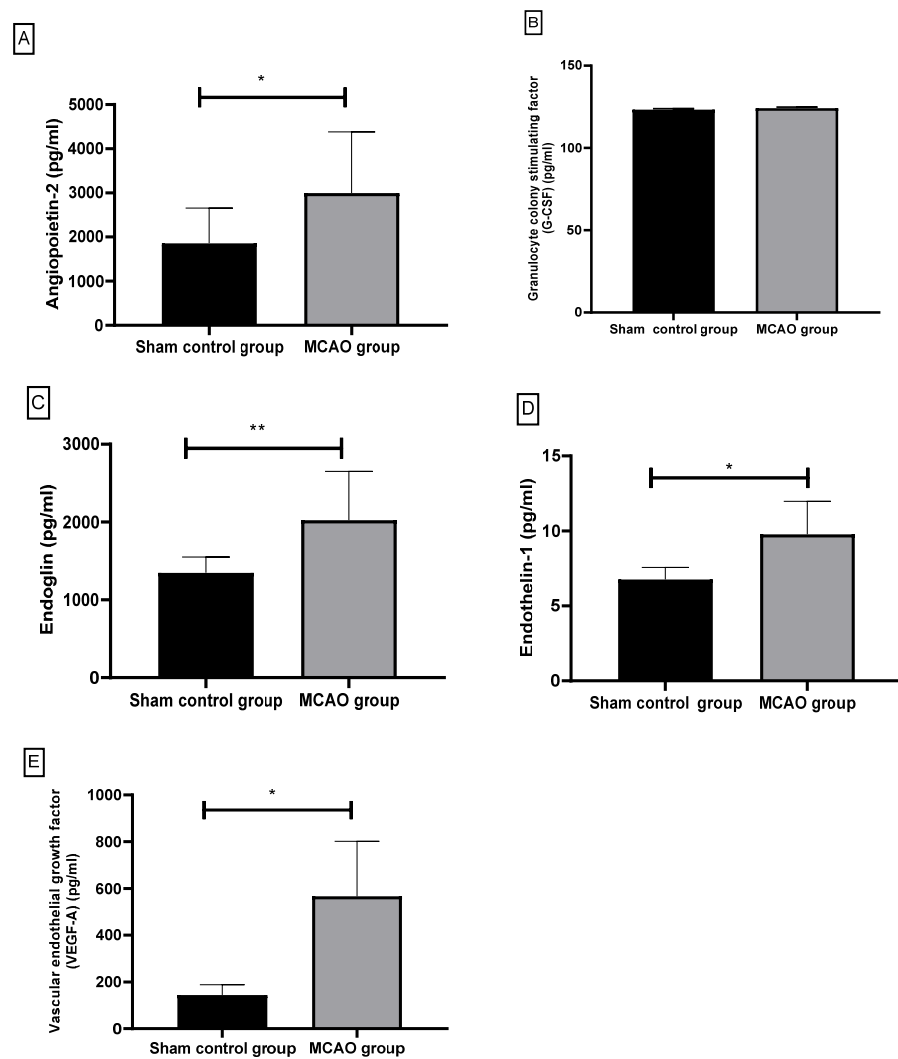 A
*
Angiopoietin-2 (pg/ml)
5000
4000
3000
2000
1000
0
Sham control group
MCAO group
B
Granulocyte colony stimulating factor
(G-CSF) (pg/ml)
150
100
50
0
Sham control group
MCAO group
C
**
Endoglin (pg/ml)
3000
2000
1000
0
Sham control group
MCAO group
D
*
Endothelin-1 (pg/ml)
15
10
5
0
Sham control group
MCAO group
E
*
Vascular endothelial growth factor
(VEGF-A) (pg/ml)
1000
800
600
400
200
0
Sham control group
MCAO group